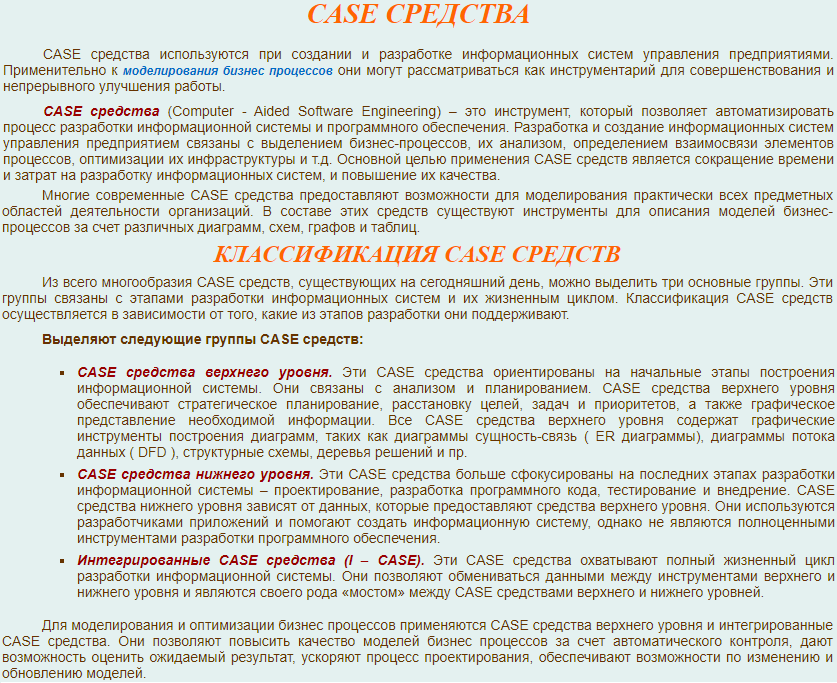 CASE СРЕДСТВА
CASE средства используются при создании и разработке информационных систем управления предприятиями.
Применительно к моделирования бизнес процессов они могут рассматриваться как инструментарий для совершенствования и
непрерывного улучшения работы.
CASE средства (Computer - Aided Software Engineering) – это инструмент, который позволяет автоматизировать
процесс разработки информационной системы и программного обеспечения. Разработка и создание информационных систем
управления предприятием связаны с выделением бизнес-процессов, их анализом, определением взаимосвязи элементов
процессов, оптимизации их инфраструктуры и т.д. Основной целью применения CASE средств является сокращение времени
и затрат на разработку информационных систем, и повышение их качества.
Многие современные CASE средства предоставляют возможности для моделирования практически всех предметных
областей деятельности организаций. В составе этих средств существуют инструменты для описания моделей бизнес-
процессов за счет различных диаграмм, схем, графов и таблиц.
КЛАССИФИКАЦИЯ CASE СРЕДСТВ
Из всего многообразия CASE средств, существующих на сегодняшний день, можно выделить три основные группы. Эти
группы связаны с этапами разработки информационных систем и их жизненным циклом. Классификация CASE средств
осуществляется в зависимости от того, какие из этапов разработки они поддерживают.
Выделяют следующие группы CASE средств:
▪ CASE средства верхнего уровня. Эти CASE средства ориентированы на начальные этапы построения
информационной системы. Они связаны с анализом и планированием. CASE средства верхнего уровня
обеспечивают стратегическое планирование, расстановку целей, задач и приоритетов, а также графическое
представление необходимой информации. Все CASE средства верхнего уровня содержат графические
инструменты построения диаграмм, таких как диаграммы сущность-связь ( ER диаграммы), диаграммы потока
данных ( DFD ), структурные схемы, деревья решений и пр.
▪ CASE средства нижнего уровня. Эти CASE средства больше сфокусированы на последних этапах разработки
информационной системы – проектирование, разработка программного кода, тестирование и внедрение. CASE
средства нижнего уровня зависят от данных, которые предоставляют средства верхнего уровня. Они используются
разработчиками приложений и помогают создать информационную систему, однако не являются полноценными
инструментами разработки программного обеспечения.
▪ Интегрированные CASE средства (I – CASE). Эти CASE средства охватывают полный жизненный цикл
разработки информационной системы. Они позволяют обмениваться данными между инструментами верхнего и
нижнего уровня и являются своего рода «мостом» между CASE средствами верхнего и нижнего уровней.
Для моделирования и оптимизации бизнес процессов применяются CASE средства верхнего уровня и интегрированные
CASE средства. Они позволяют повысить качество моделей бизнес процессов за счет автоматического контроля, дают
возможность оценить ожидаемый результат, ускоряют процесс проектирования, обеспечивают возможности по изменению и
обновлению моделей.